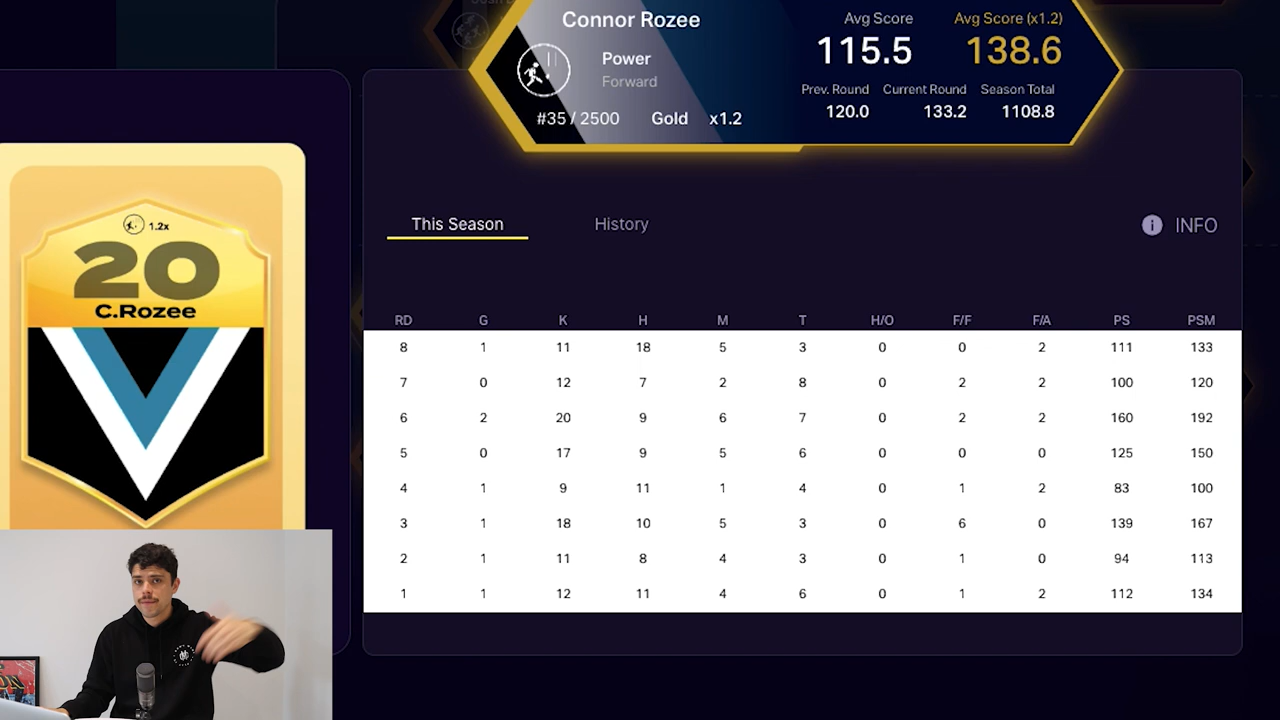 Connor Rozee
Power
Forward
#35 / 2500 Gold x1.2
Avg Score Avg Score (x1.2)
115.5 138.6
Prev. Round Current Round Season Total
120.0 133.2 1108.8
1.2x
20
C.Rozee
This Season History INFO
RD G K H M T H/O F/F F/A PS PSM
8 1 11 18 5 3 0 0 2 111 133
7 0 12 7 2 8 0 2 2 100 120
6 2 20 9 6 7 0 2 2 160 192
5 0 17 9 5 6 0 0 0 125 150
4 1 9 11 1 4 0 1 2 83 100
3 1 18 10 5 3 0 6 0 139 167
2 1 11 8 4 3 0 1 0 94 113
1 1 12 11 4 6 0 1 2 112 134